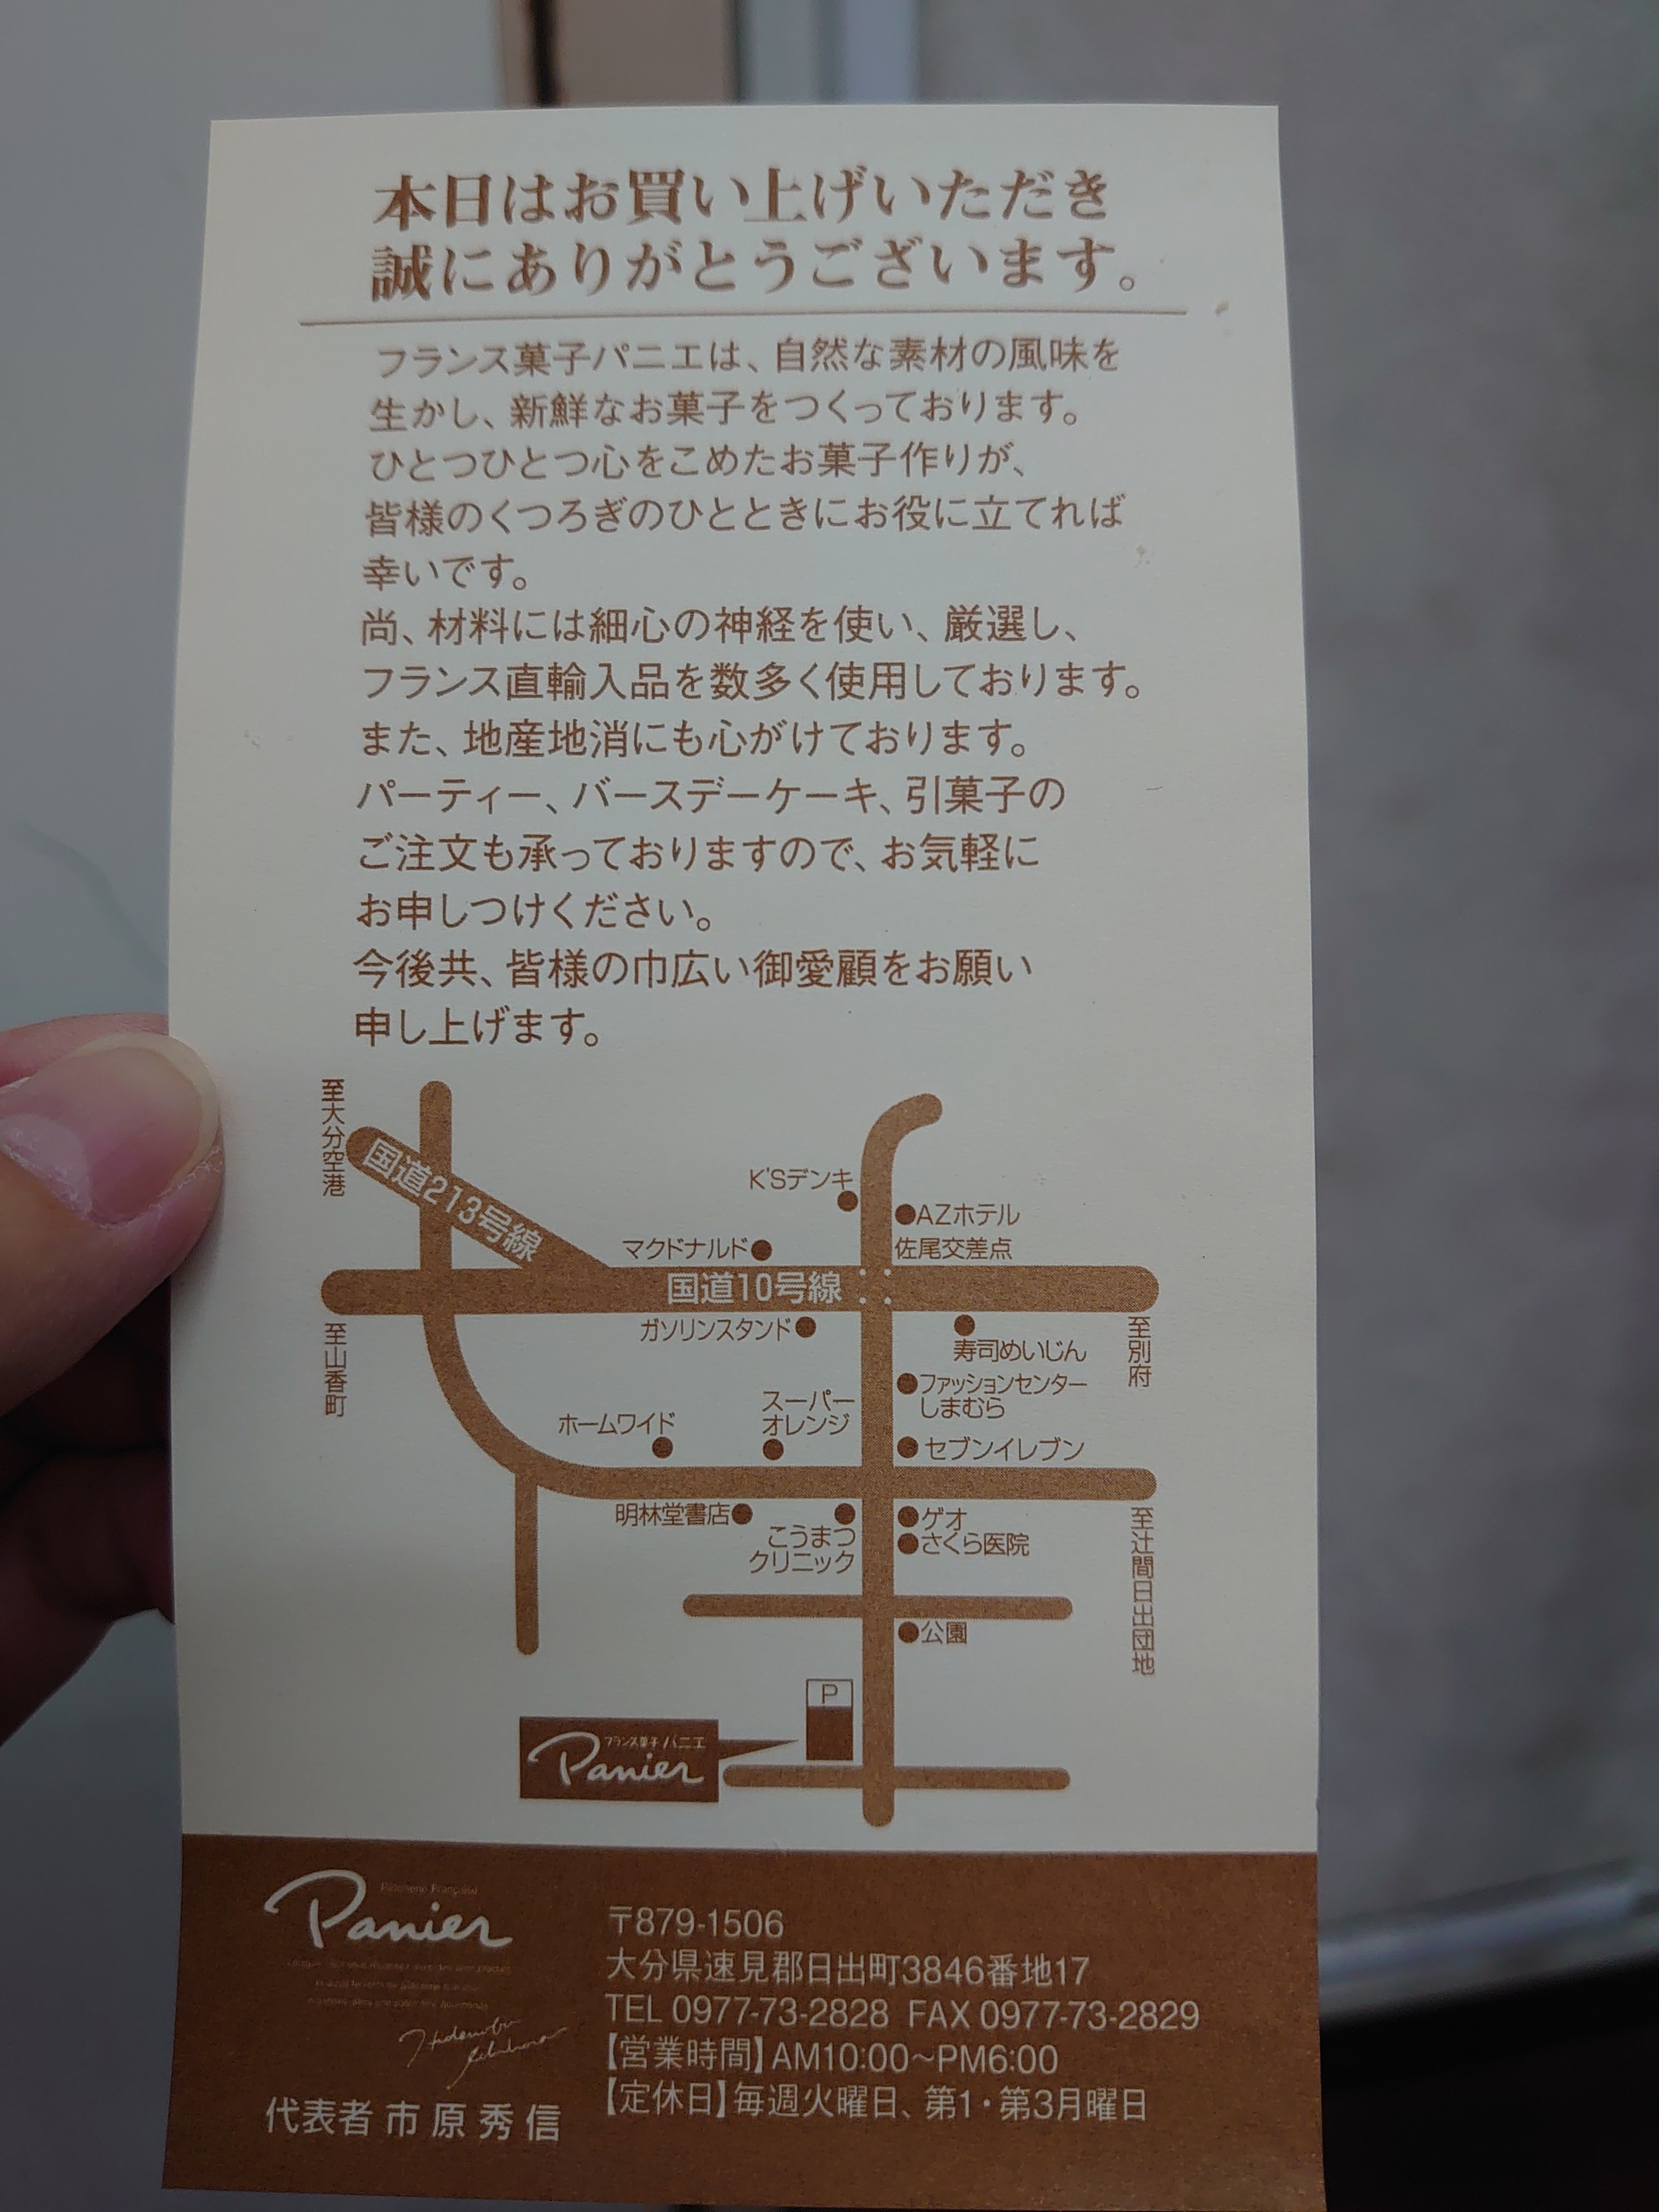 本日はお買い上げいただき
誠にありがとうございます。
フランス菓子パニエは、自然な素材の風味を
生かし、新鮮なお菓子をつくっております。
ひとつひとつ心をこめたお菓子作りが、
皆様のくつろぎのひとときにお役に立てれば
幸いです。
尚、材料には細心の神経を使い、厳選し、
フランス直輸入品を数多く使用しております。
また、地産地消にも心がけております。
パーティー、バースデーケーキ、引菓子の
ご注文も承っておりますので、お気軽に
お申しつけください。
今後共、皆様の巾広い御愛顧をお願い
申し上げます。
至大分空港
国道213号線
K'Sデンキ
AZホテル
マクドナルド
佐尾交差点
国道10号線
至山香町
ガソリンスタンド
寿司めいじん
至別府
ファッションセンター
しまむら
スーパー
オレンジ
ホームワイド
セブンイレブン
明林堂書店
こうまつ
クリニック
ゲオ
さくら医院
至辻間日出団地
公園
P
フランス菓子パニエ
Panier
Pâtisserie Française
Panier
〒879-1506
大分県速見郡日出町3846番地17
TEL 0977-73-2828 FAX 0977-73-2829
【営業時間】AM10:00~PM6:00
【定休日】毎週火曜日、第1・第3月曜日
代表者 市原秀信